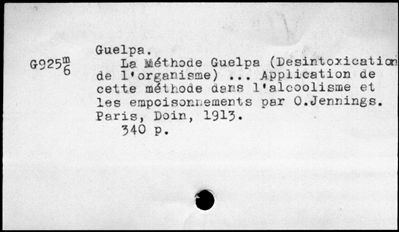 Guelpa.
G925 m/6
La Méthode Guelpa (Desintoxication
de l'organisme) ... Application de
cette méthode dans l'alcoolisme et
les empoisonnements par O.Jennings.
Paris, Doin, 1913.
340 p.